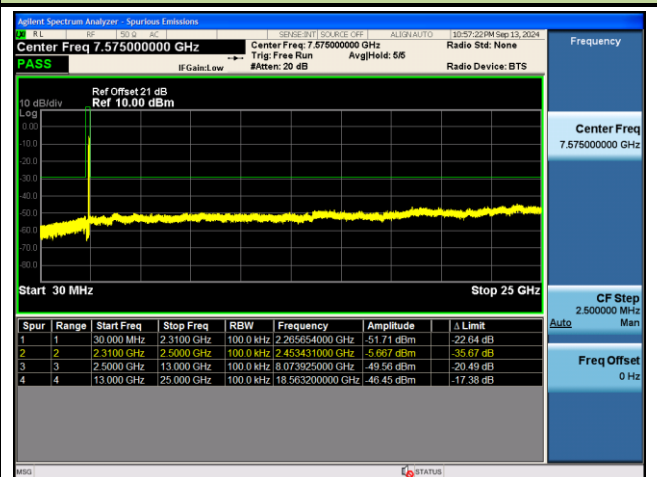 Agilent Spectrum Analyzer - Spurious Emissions
RL RF 50 Ω AC SENSE:INT SOURCE OFF ALIGN AUTO 10:57:22 PM Sep 13, 2024
Center Freq 7.575000000 GHz Center Freq: 7.575000000 GHz Radio Std: None
PASS IFGain:Low Trig: Free Run Avg|Hold: 5/5
#Atten: 20 dB Radio Device: BTS
Ref Offset 21 dB
10 dB/div Ref 10.00 dBm
Log
0.00
-10.0
-20.0
-30.0
-40.0
-50.0
-60.0
-70.0
-80.0
Start 30 MHz Stop 25 GHz
Spur Range Start Freq Stop Freq RBW Frequency Amplitude Δ Limit
1 1 30.000 MHz 2.3100 GHz 100.0 kHz 2.265654000 GHz -51.71 dBm -22.64 dB
2 2 2.3100 GHz 2.5000 GHz 100.0 kHz 2.453431000 GHz -5.667 dBm -35.67 dB
3 3 2.5000 GHz 13.000 GHz 100.0 kHz 8.073925000 GHz -49.56 dBm -20.49 dB
4 4 13.000 GHz 25.000 GHz 100.0 kHz 18.563200000 GHz -46.45 dBm -17.38 dB
MSG STATUS
Frequency
Center Freq
7.575000000 GHz
CF Step
2.500000 MHz
Auto Man
Freq Offset
0 Hz